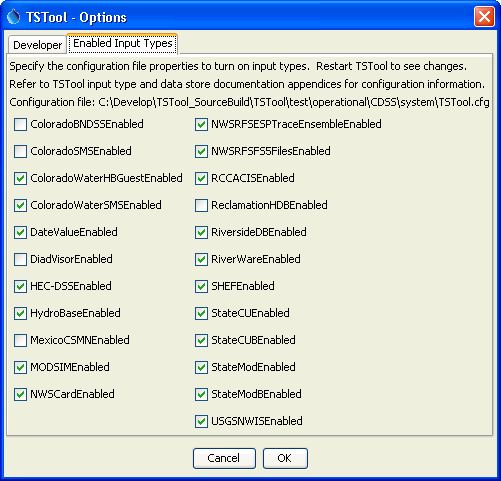 TSTool - Options
Developer
Enabled Input Types
Specify the configuration file properties to turn on input types.  Restart TSTool to see changes.
Refer to TSTool input type and data store documentation appendices for configuration information.
Configuration file: C:\Develop\TSTool_SourceBuild\TSTool\test\operational\CDSS\system\TSTool.cfg
ColoradoBNDSSEnabled
ColoradoSMSEnabled
ColoradoWaterHBGuestEnabled
ColoradoWaterSMSEnabled
DateValueEnabled
DiadVisorEnabled
HEC-DSSEnabled
HydroBaseEnabled
MexicoCSMNEnabled
MODSIMEnabled
NWSCardEnabled
NWSRFSESPTraceEnsembleEnabled
NWSRFSFS5FilesEnabled
RCCACISEnabled
ReclamationHDBEnabled
RiversideDBEnabled
RiverWareEnabled
SHEFEnabled
StateCUEnabled
StateCUBEnabled
StateModEnabled
StateModBEnabled
USGSNWISEnabled
Cancel
OK